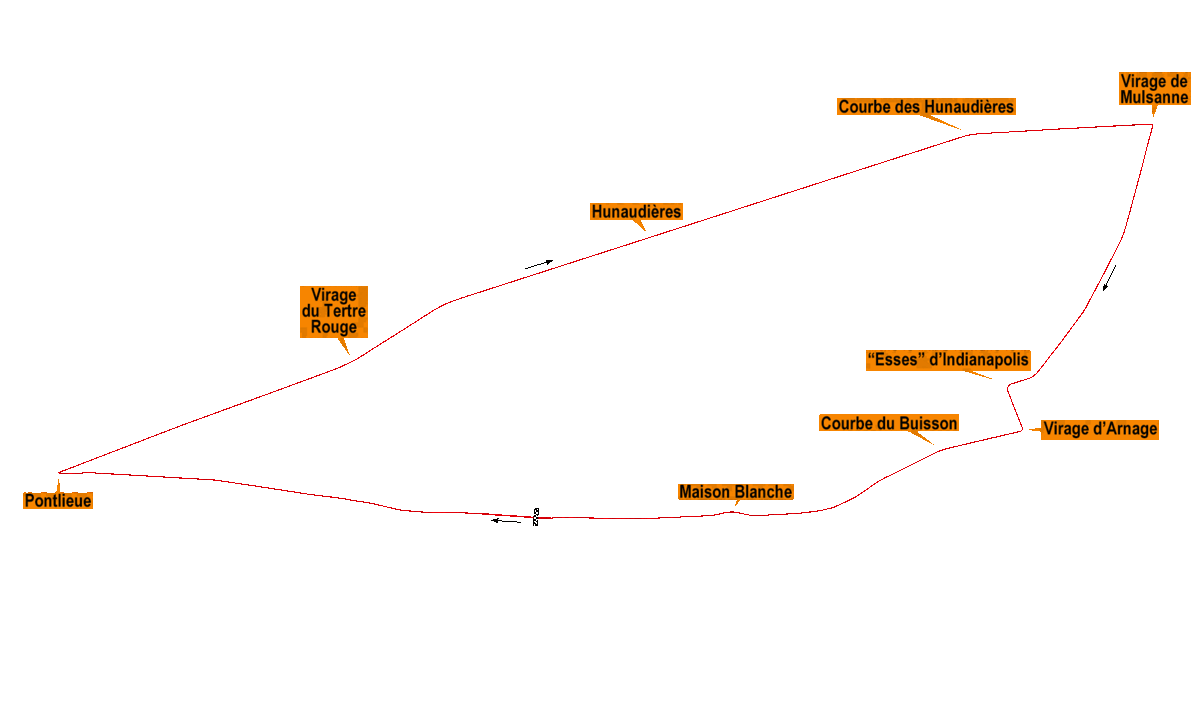 Virage de
Mulsanne
Courbe des Hunaudières
Hunaudières
Virage
du Tertre
Rouge
“Esses” d’Indianapolis
Courbe du Buisson
Virage d’Arnage
Maison Blanche
Pontlieue